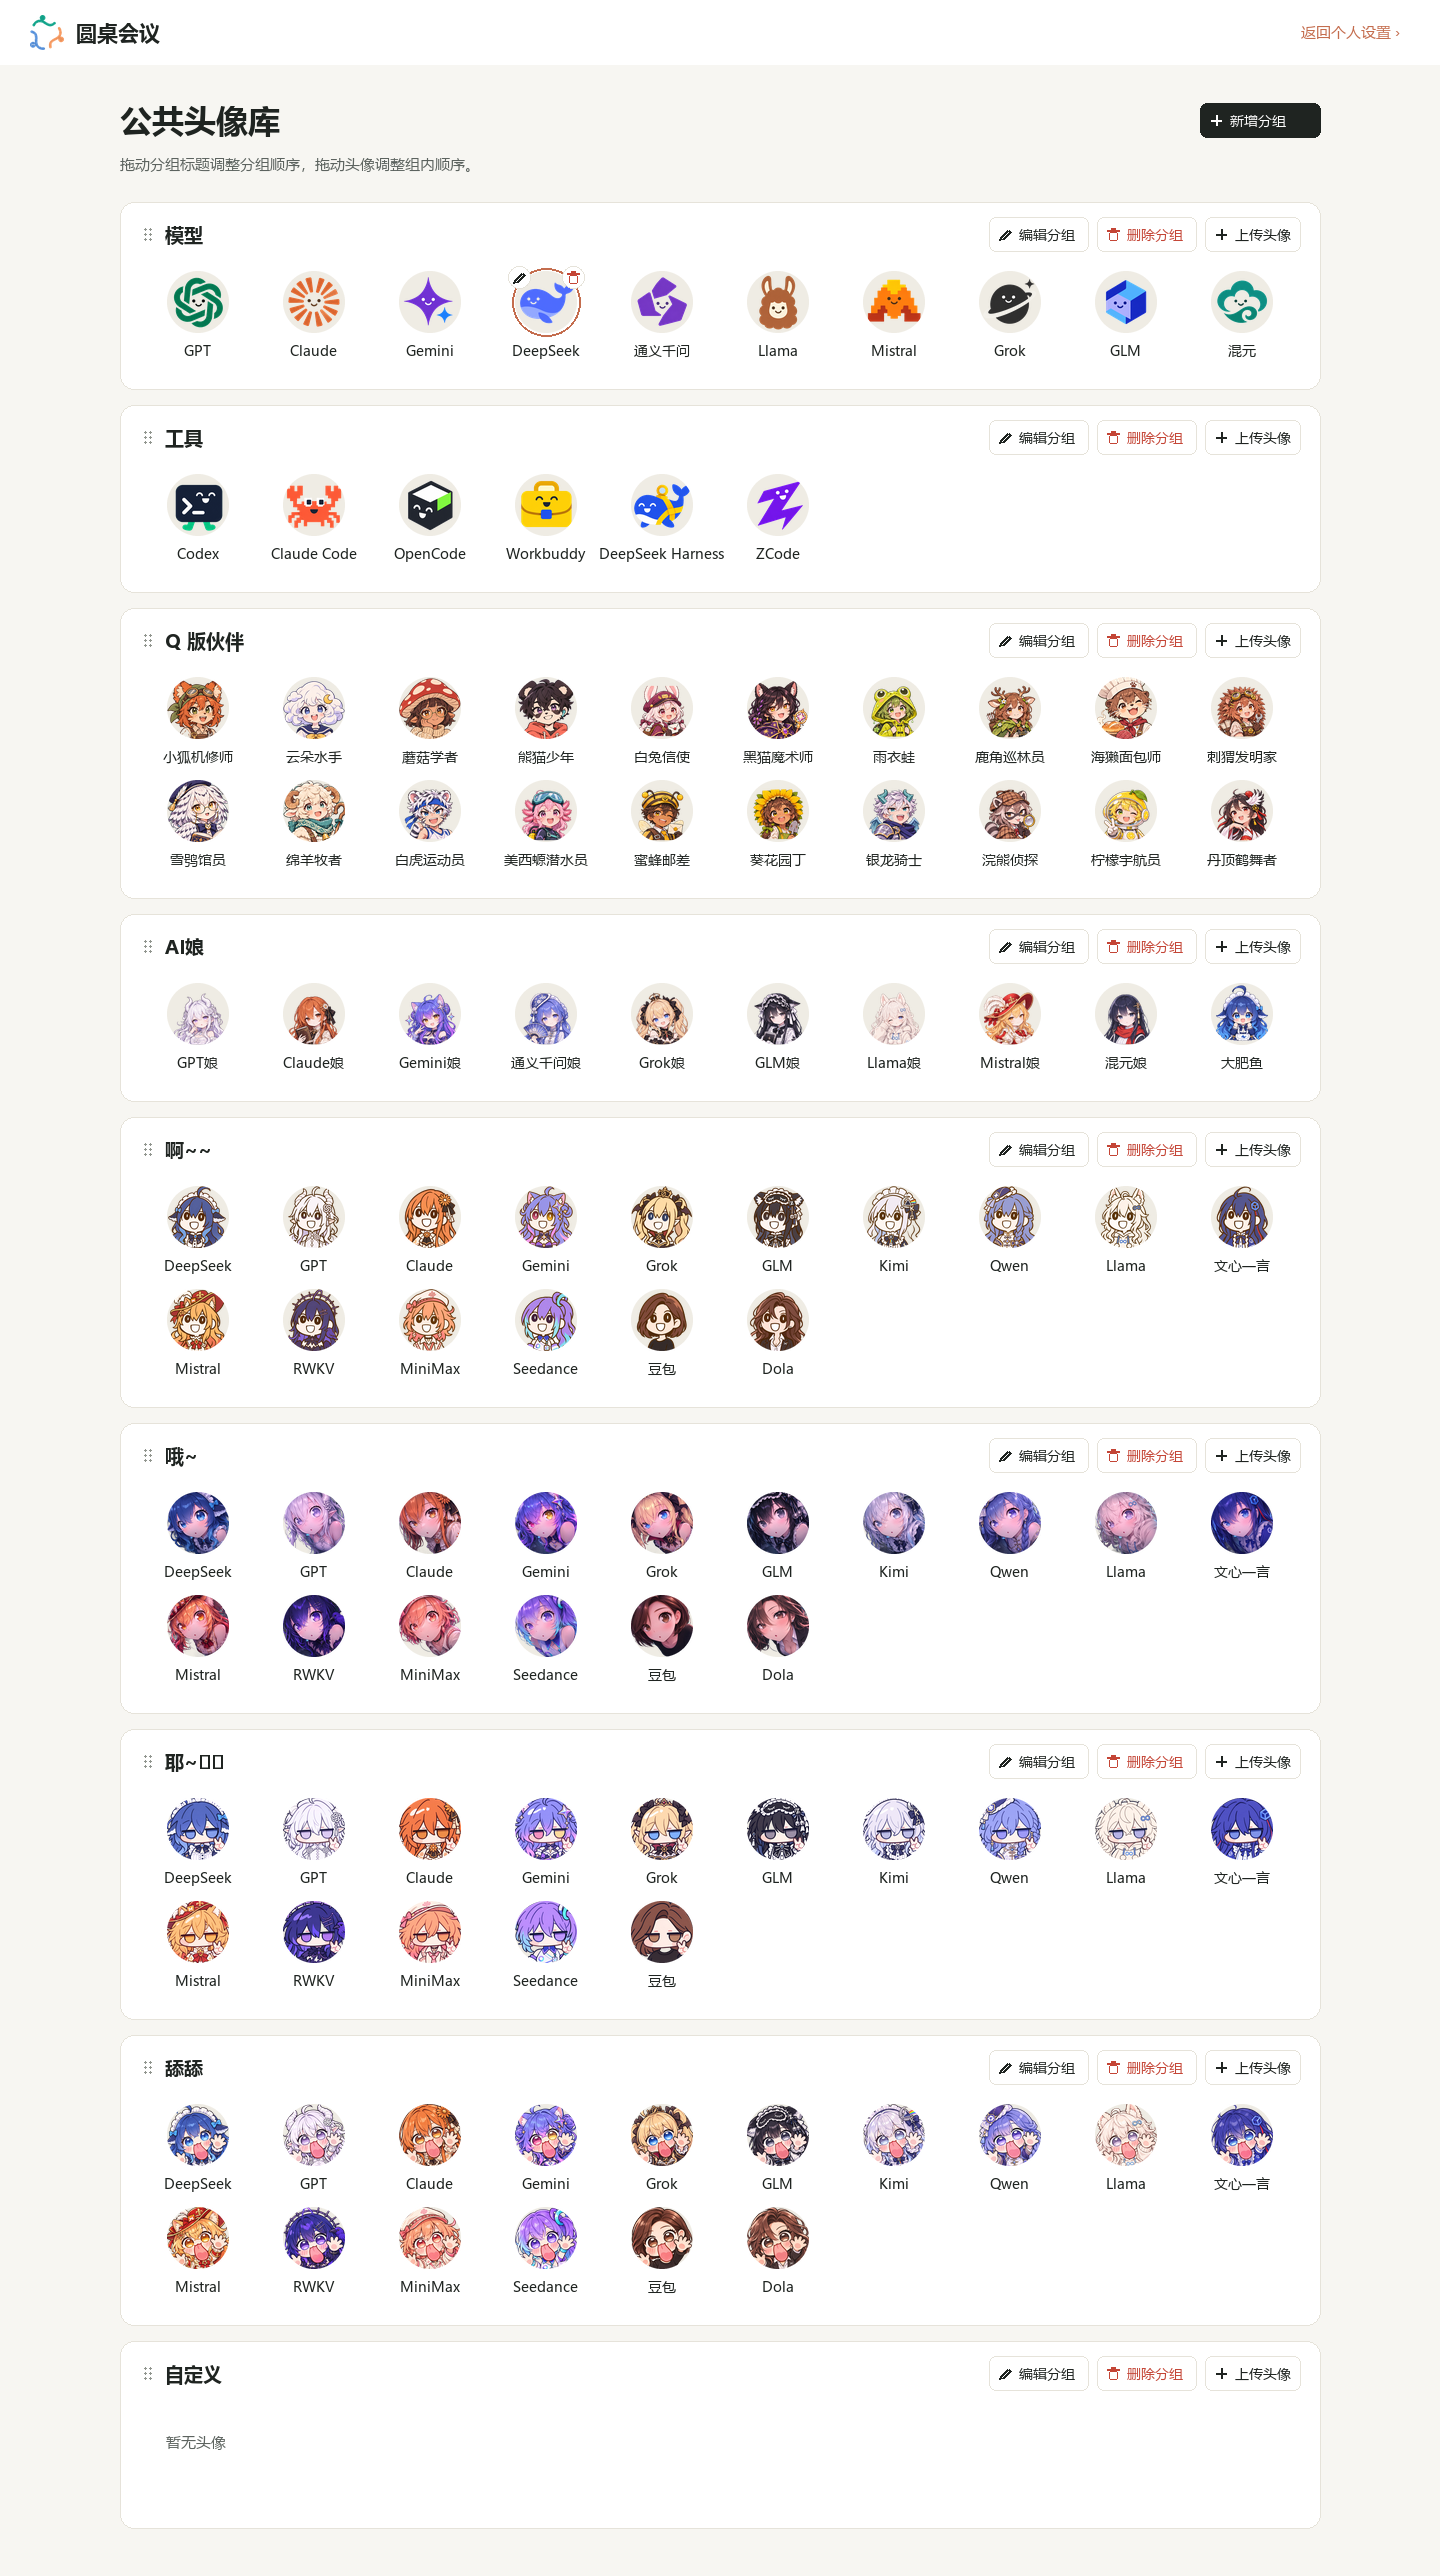 圆桌会议
返回个人设置 ›
公共头像库
新增分组
拖动分组标题调整分组顺序，拖动头像调整组内顺序。
模型
编辑分组 删除分组 上传头像
GPT Claude Gemini DeepSeek 通义千问 Llama Mistral Grok GLM 混元
工具
编辑分组 删除分组 上传头像
Codex Claude Code OpenCode Workbuddy DeepSeek Harness ZCode
Q 版伙伴
编辑分组 删除分组 上传头像
小狐机修师 云朵水手 蘑菇学者 熊猫少年 白兔信使 黑猫魔术师 雨衣蛙 鹿角巡林员 海獭面包师 刺猬发明家
雪鸮馆员 绵羊牧者 白虎运动员 美西螈潜水员 蜜蜂邮差 葵花园丁 银龙骑士 浣熊侦探 柠檬宇航员 丹顶鹤舞者
AI娘
编辑分组 删除分组 上传头像
GPT娘 Claude娘 Gemini娘 通义千问娘 Grok娘 GLM娘 Llama娘 Mistral娘 混元娘 大肥鱼
啊~~
编辑分组 删除分组 上传头像
DeepSeek GPT Claude Gemini Grok GLM Kimi Qwen Llama 文心一言
Mistral RWKV MiniMax Seedance 豆包 Dola
哦~
编辑分组 删除分组 上传头像
DeepSeek GPT Claude Gemini Grok GLM Kimi Qwen Llama 文心一言
Mistral RWKV MiniMax Seedance 豆包 Dola
耶~
编辑分组 删除分组 上传头像
DeepSeek GPT Claude Gemini Grok GLM Kimi Qwen Llama 文心一言
Mistral RWKV MiniMax Seedance 豆包
舔舔
编辑分组 删除分组 上传头像
DeepSeek GPT Claude Gemini Grok GLM Kimi Qwen Llama 文心一言
Mistral RWKV MiniMax Seedance 豆包 Dola
自定义
编辑分组 删除分组 上传头像
暂无头像